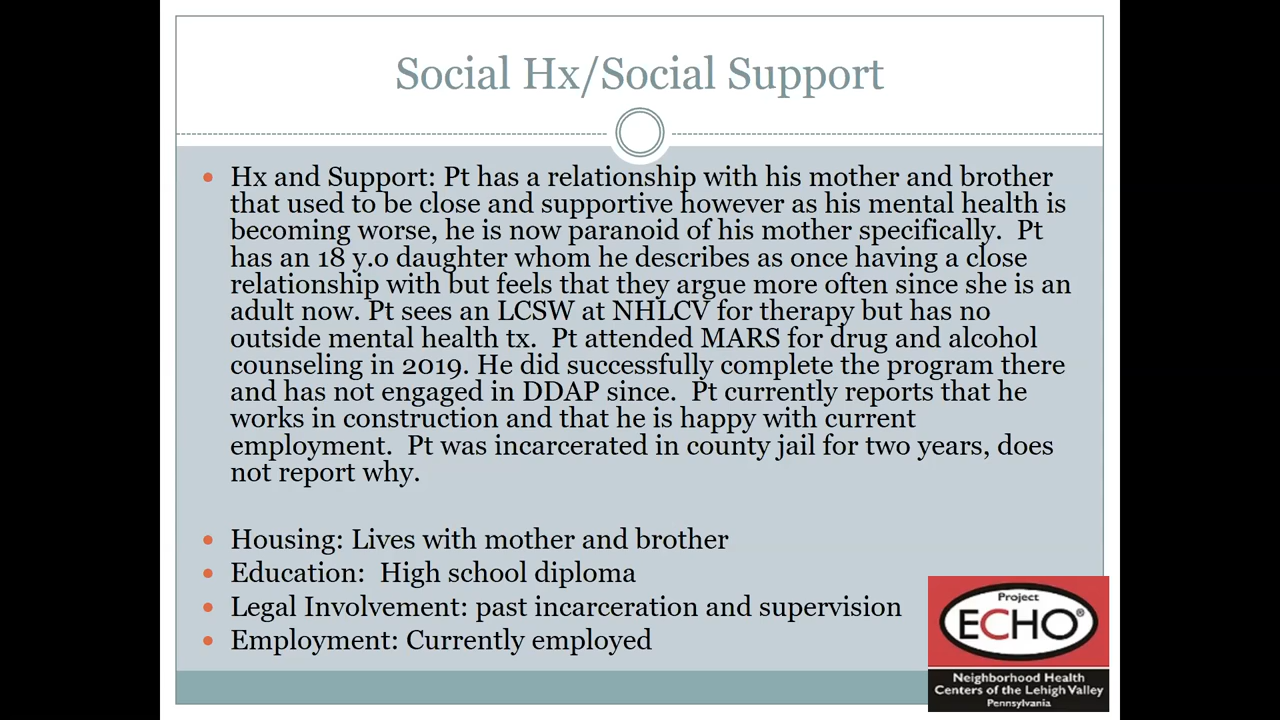 Social Hx/Social Support
Hx and Support: Pt has a relationship with his mother and brother
that used to be close and supportive however as his mental health is
becoming worse, he is now paranoid of his mother specifically.  Pt
has an 18 y.o daughter whom he describes as once having a close
relationship with but feels that they argue more often since she is an
adult now. Pt sees an LCSW at NHLCV for therapy but has no
outside mental health tx.  Pt attended MARS for drug and alcohol
counseling in 2019. He did successfully complete the program there
and has not engaged in DDAP since.  Pt currently reports that he
works in construction and that he is happy with current
employment.  Pt was incarcerated in county jail for two years, does
not report why.
Housing: Lives with mother and brother
Education:  High school diploma
Legal Involvement: past incarceration and supervision
Employment: Currently employed
Project
ECHO®
Neighborhood Health
Centers of the Lehigh Valley
Pennsylvania